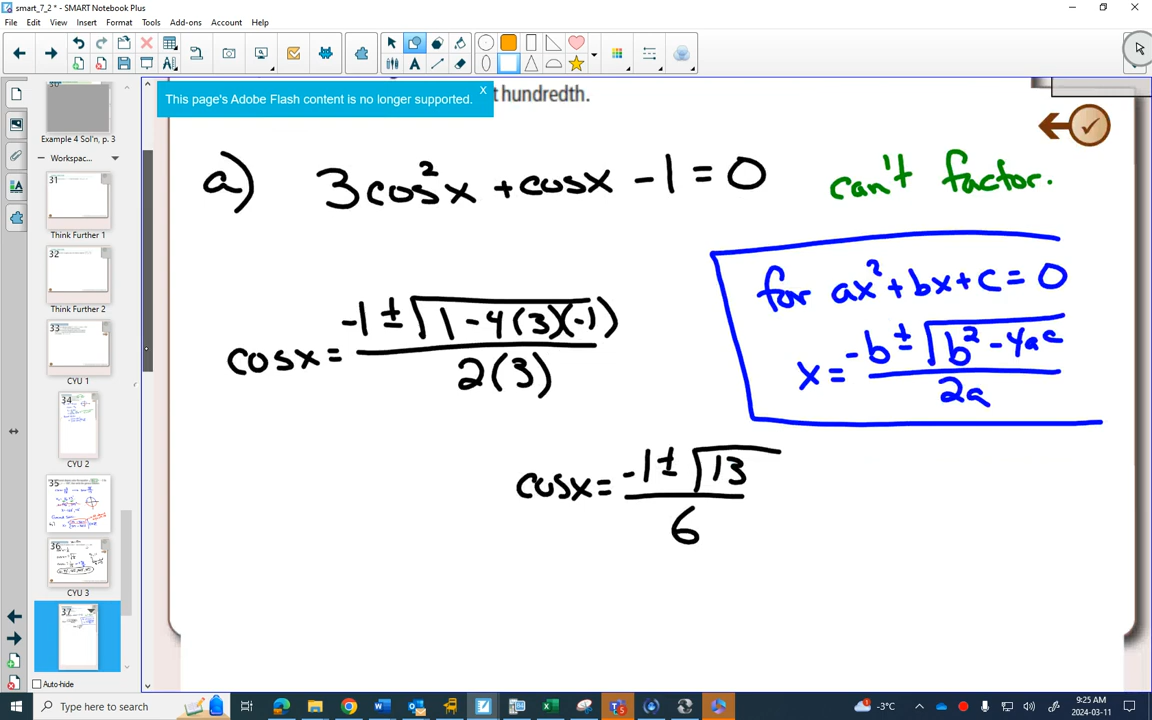 smart_7_2 * - SMART Notebook Plus
File Edit View Insert Format Tools Add-ons Account Help
This page's Adobe Flash content is no longer supported. X
t hundredth.
Example 4 Sol'n, p. 3
Workspac...
31
Think Further 1
32
Think Further 2
33
CYU 1
34
CYU 2
35
36
CYU 3
37
Auto-hide
a) 3cos²x + cosx - 1 = 0 can't factor.
for ax² + bx + c = 0
x = -b ± √b² - 4ac / 2a
cosx = -1 ± √1 - 4(3)(-1) / 2(3)
cosx = -1 ± √13 / 6
Type here to search
-3°C
9:25 AM
2024-03-11